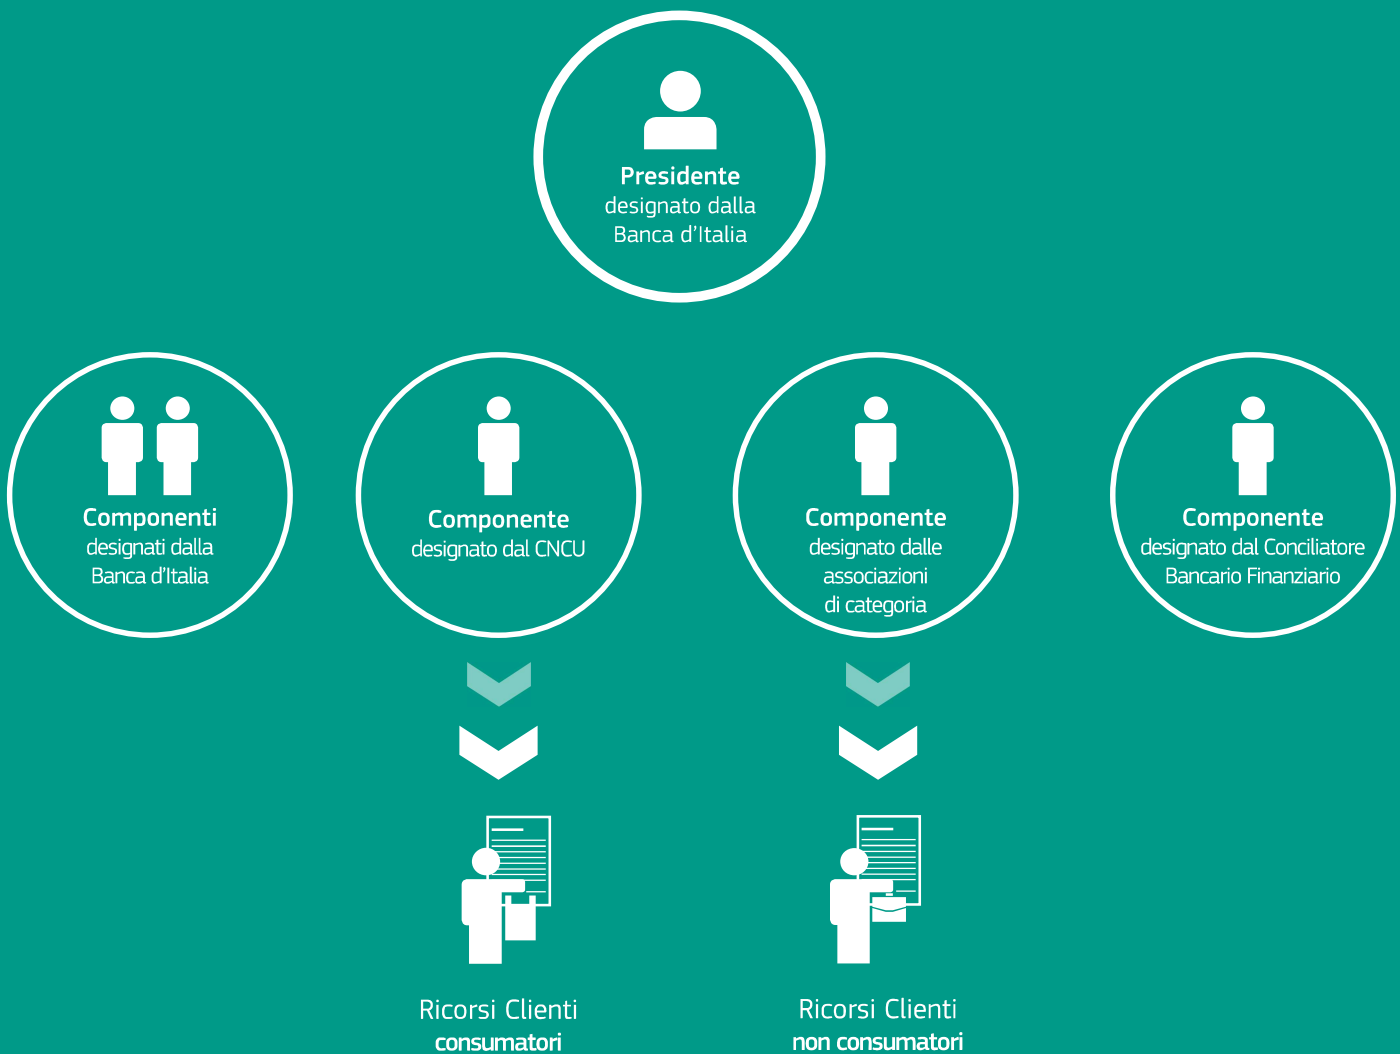 Presidente
designato dalla
Banca d'Italia
Componenti
designati dalla
Banca d'Italia
Componente
designato dal CNCU
Componente
designato dalle
associazioni
di categoria
Componente
designato dal Conciliatore
Bancario Finanziario
Ricorsi Clienti
consumatori
Ricorsi Clienti
non consumatori